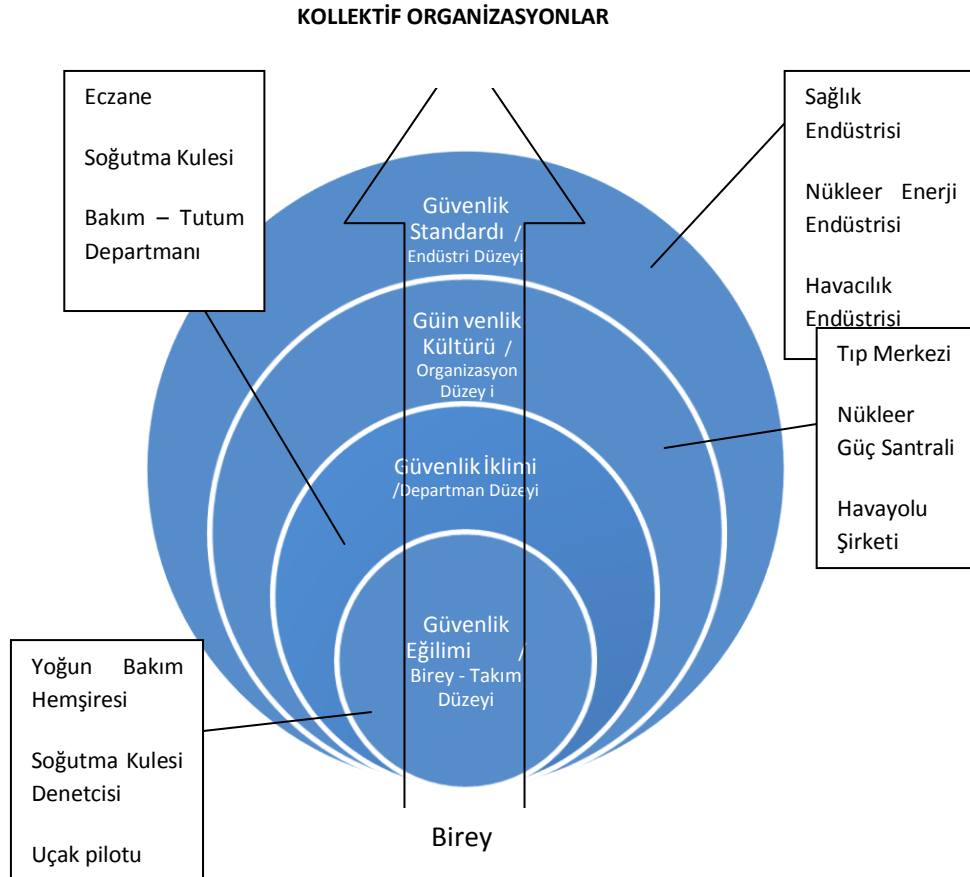 KOLLEKTİF ORGANİZASYONLAR
Eczane
Soğutma Kulesi
Bakım – Tutum
Departmanı
Sağlık
Endüstrisi
Nükleer Enerji
Endüstrisi
Havacılık
Endüstrisi
Güvenlik
Standardı /
Endüstri Düzeyi
Güin venlik
Kültürü /
Organizasyon
Düzey i
Tıp Merkezi
Nükleer
Güç Santrali
Havayolu
Şirketi
Güvenlik İklimi
/Departman Düzeyi
Güvenlik
Eğilimi /
Birey - Takım
Düzeyi
Yoğun Bakım
Hemşiresi
Soğutma Kulesi
Denetcisi
Uçak pilotu
Birey